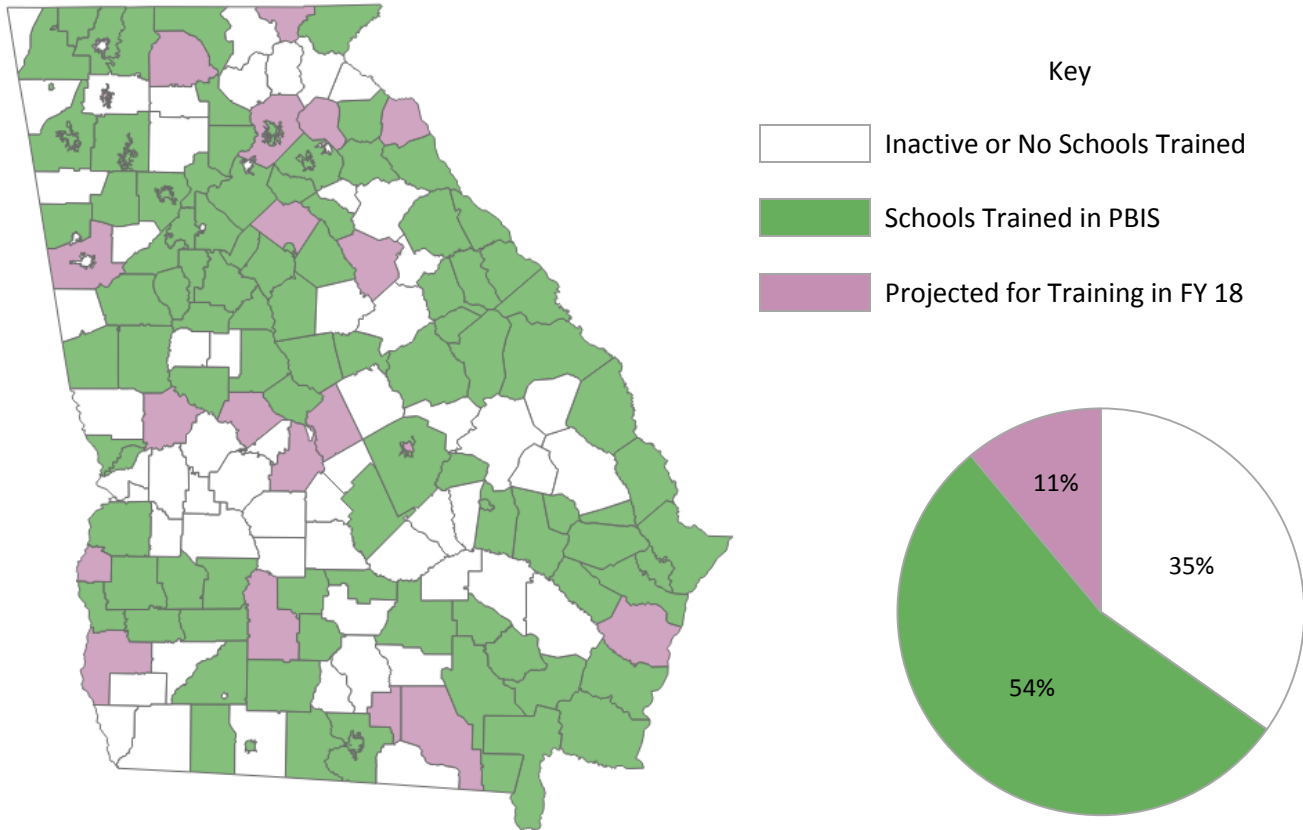 Key
Inactive or No Schools Trained
Schools Trained in PBIS
Projected for Training in FY 18
11%
35%
54%